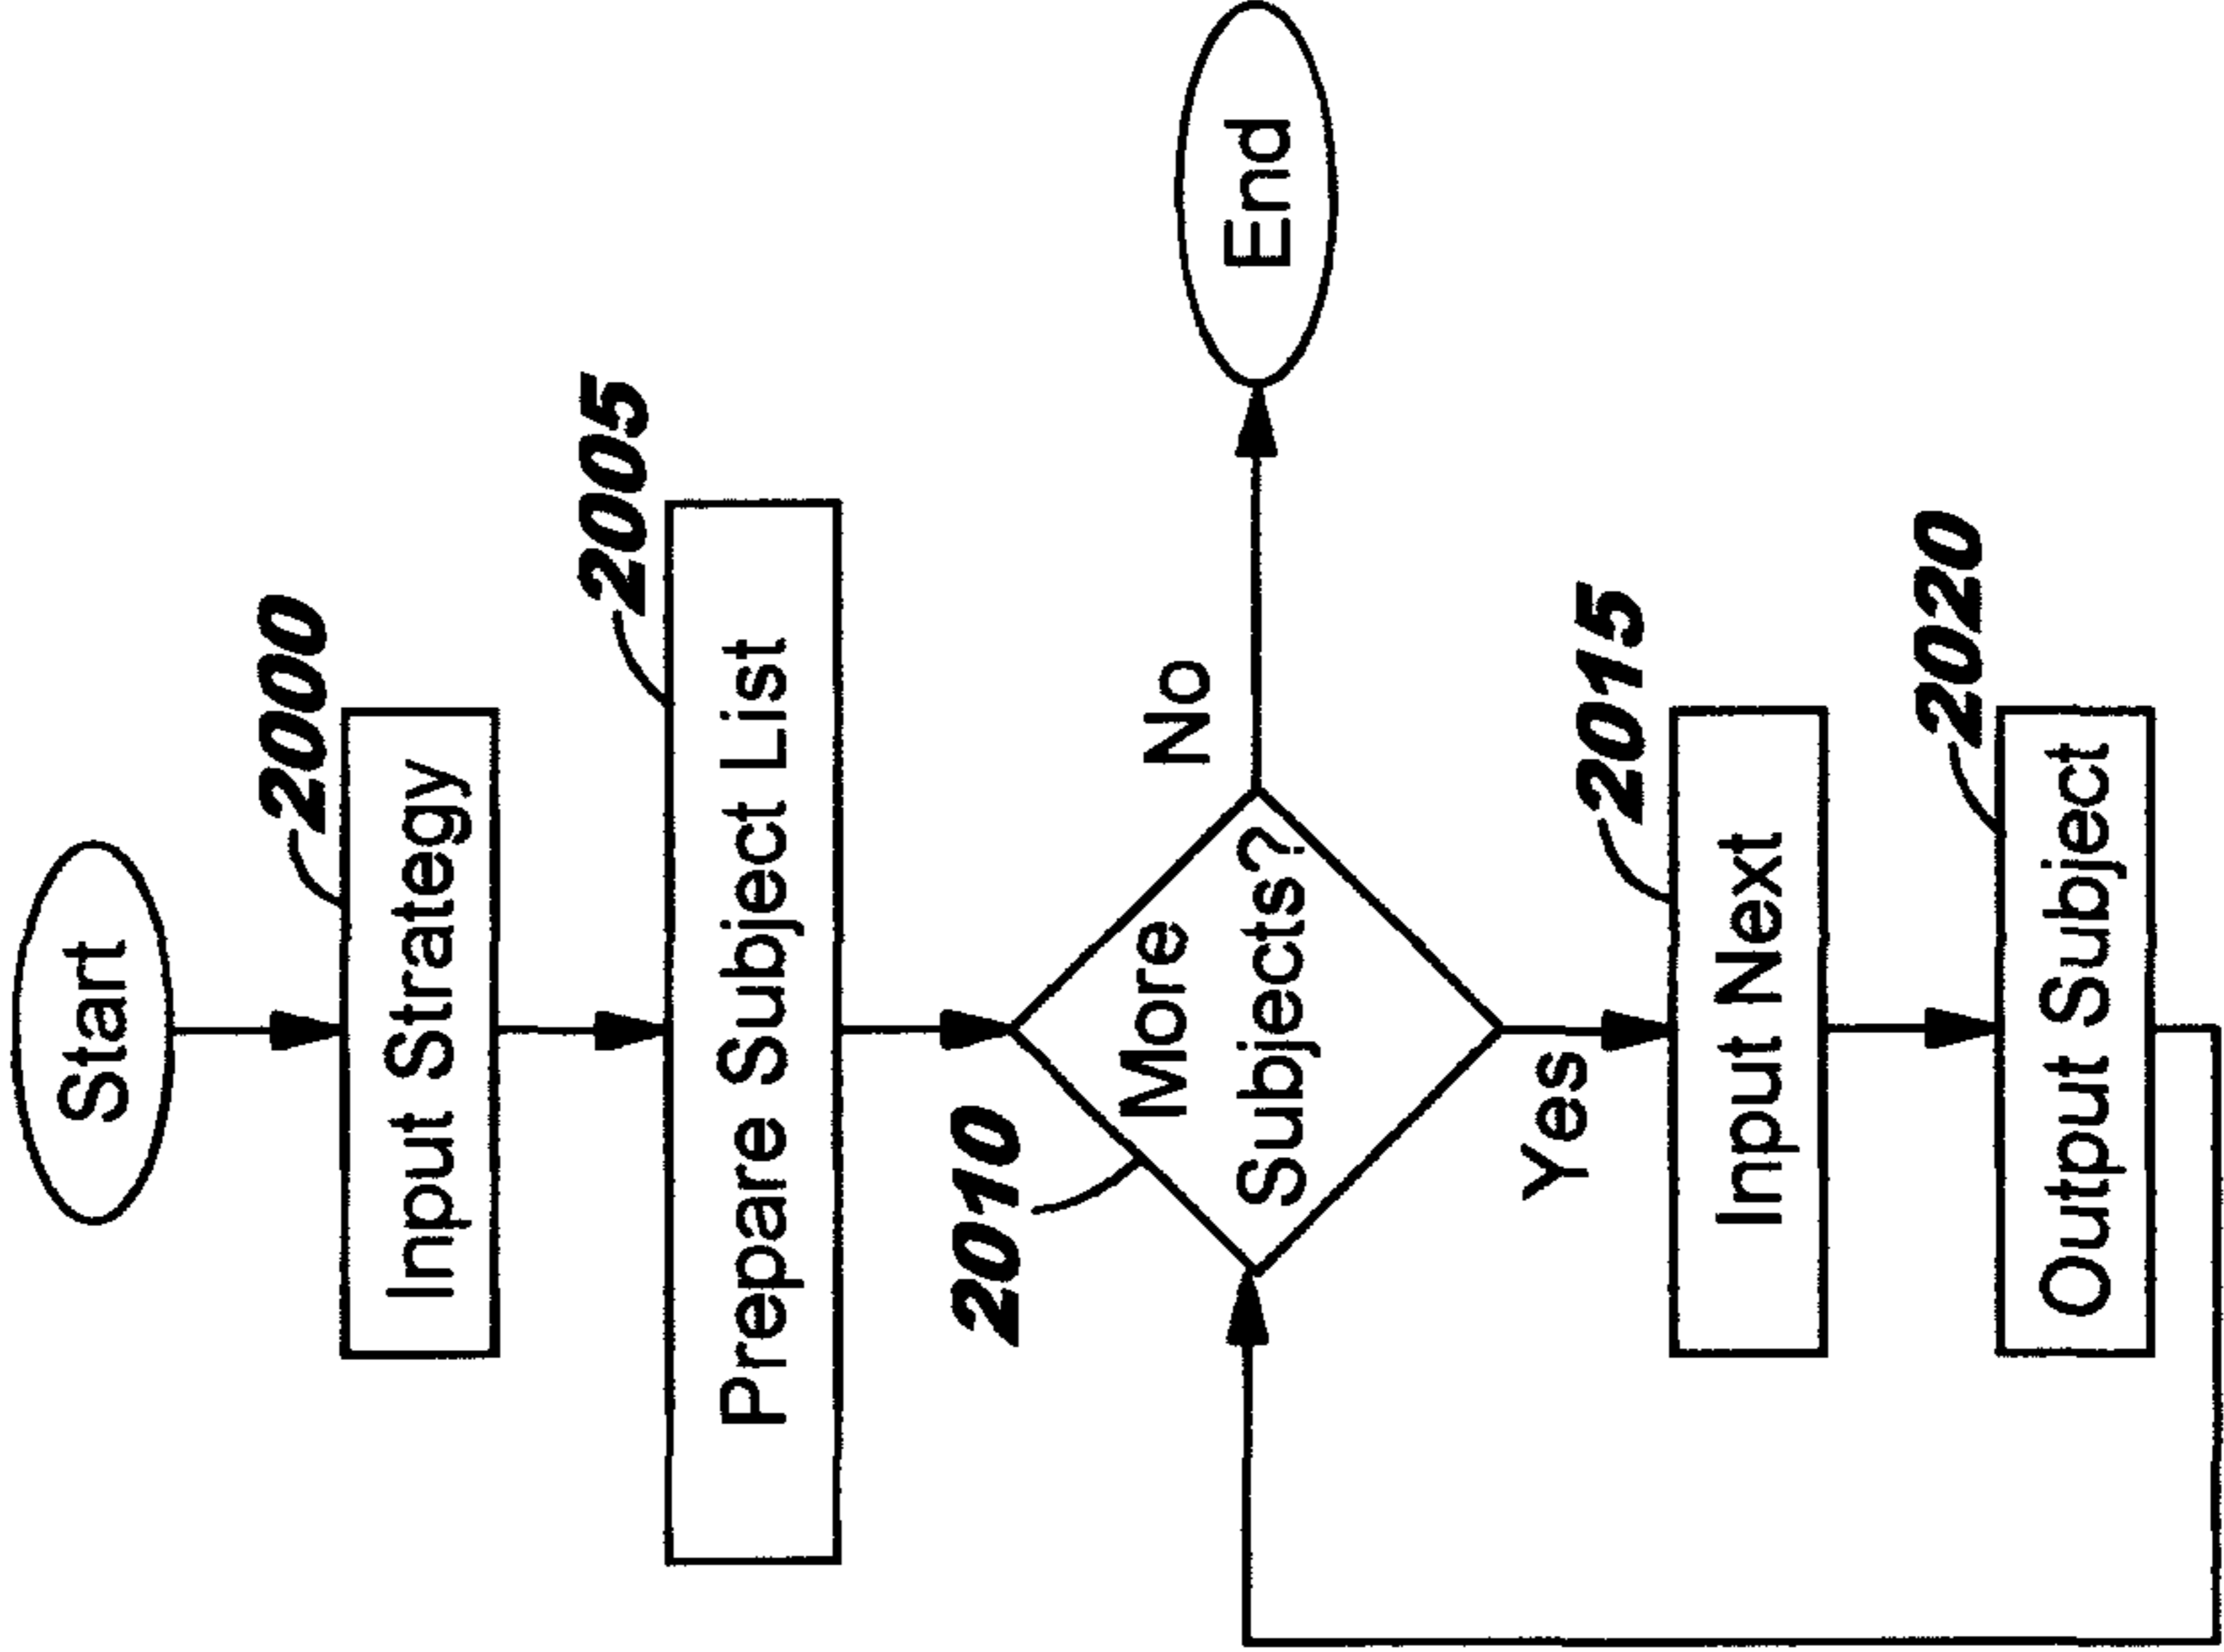 Start
2000
Input Strategy
2005
Prepare Subject List
2010
More
Subjects?
No
End
Yes
2015
Input Next
2020
Output Subject